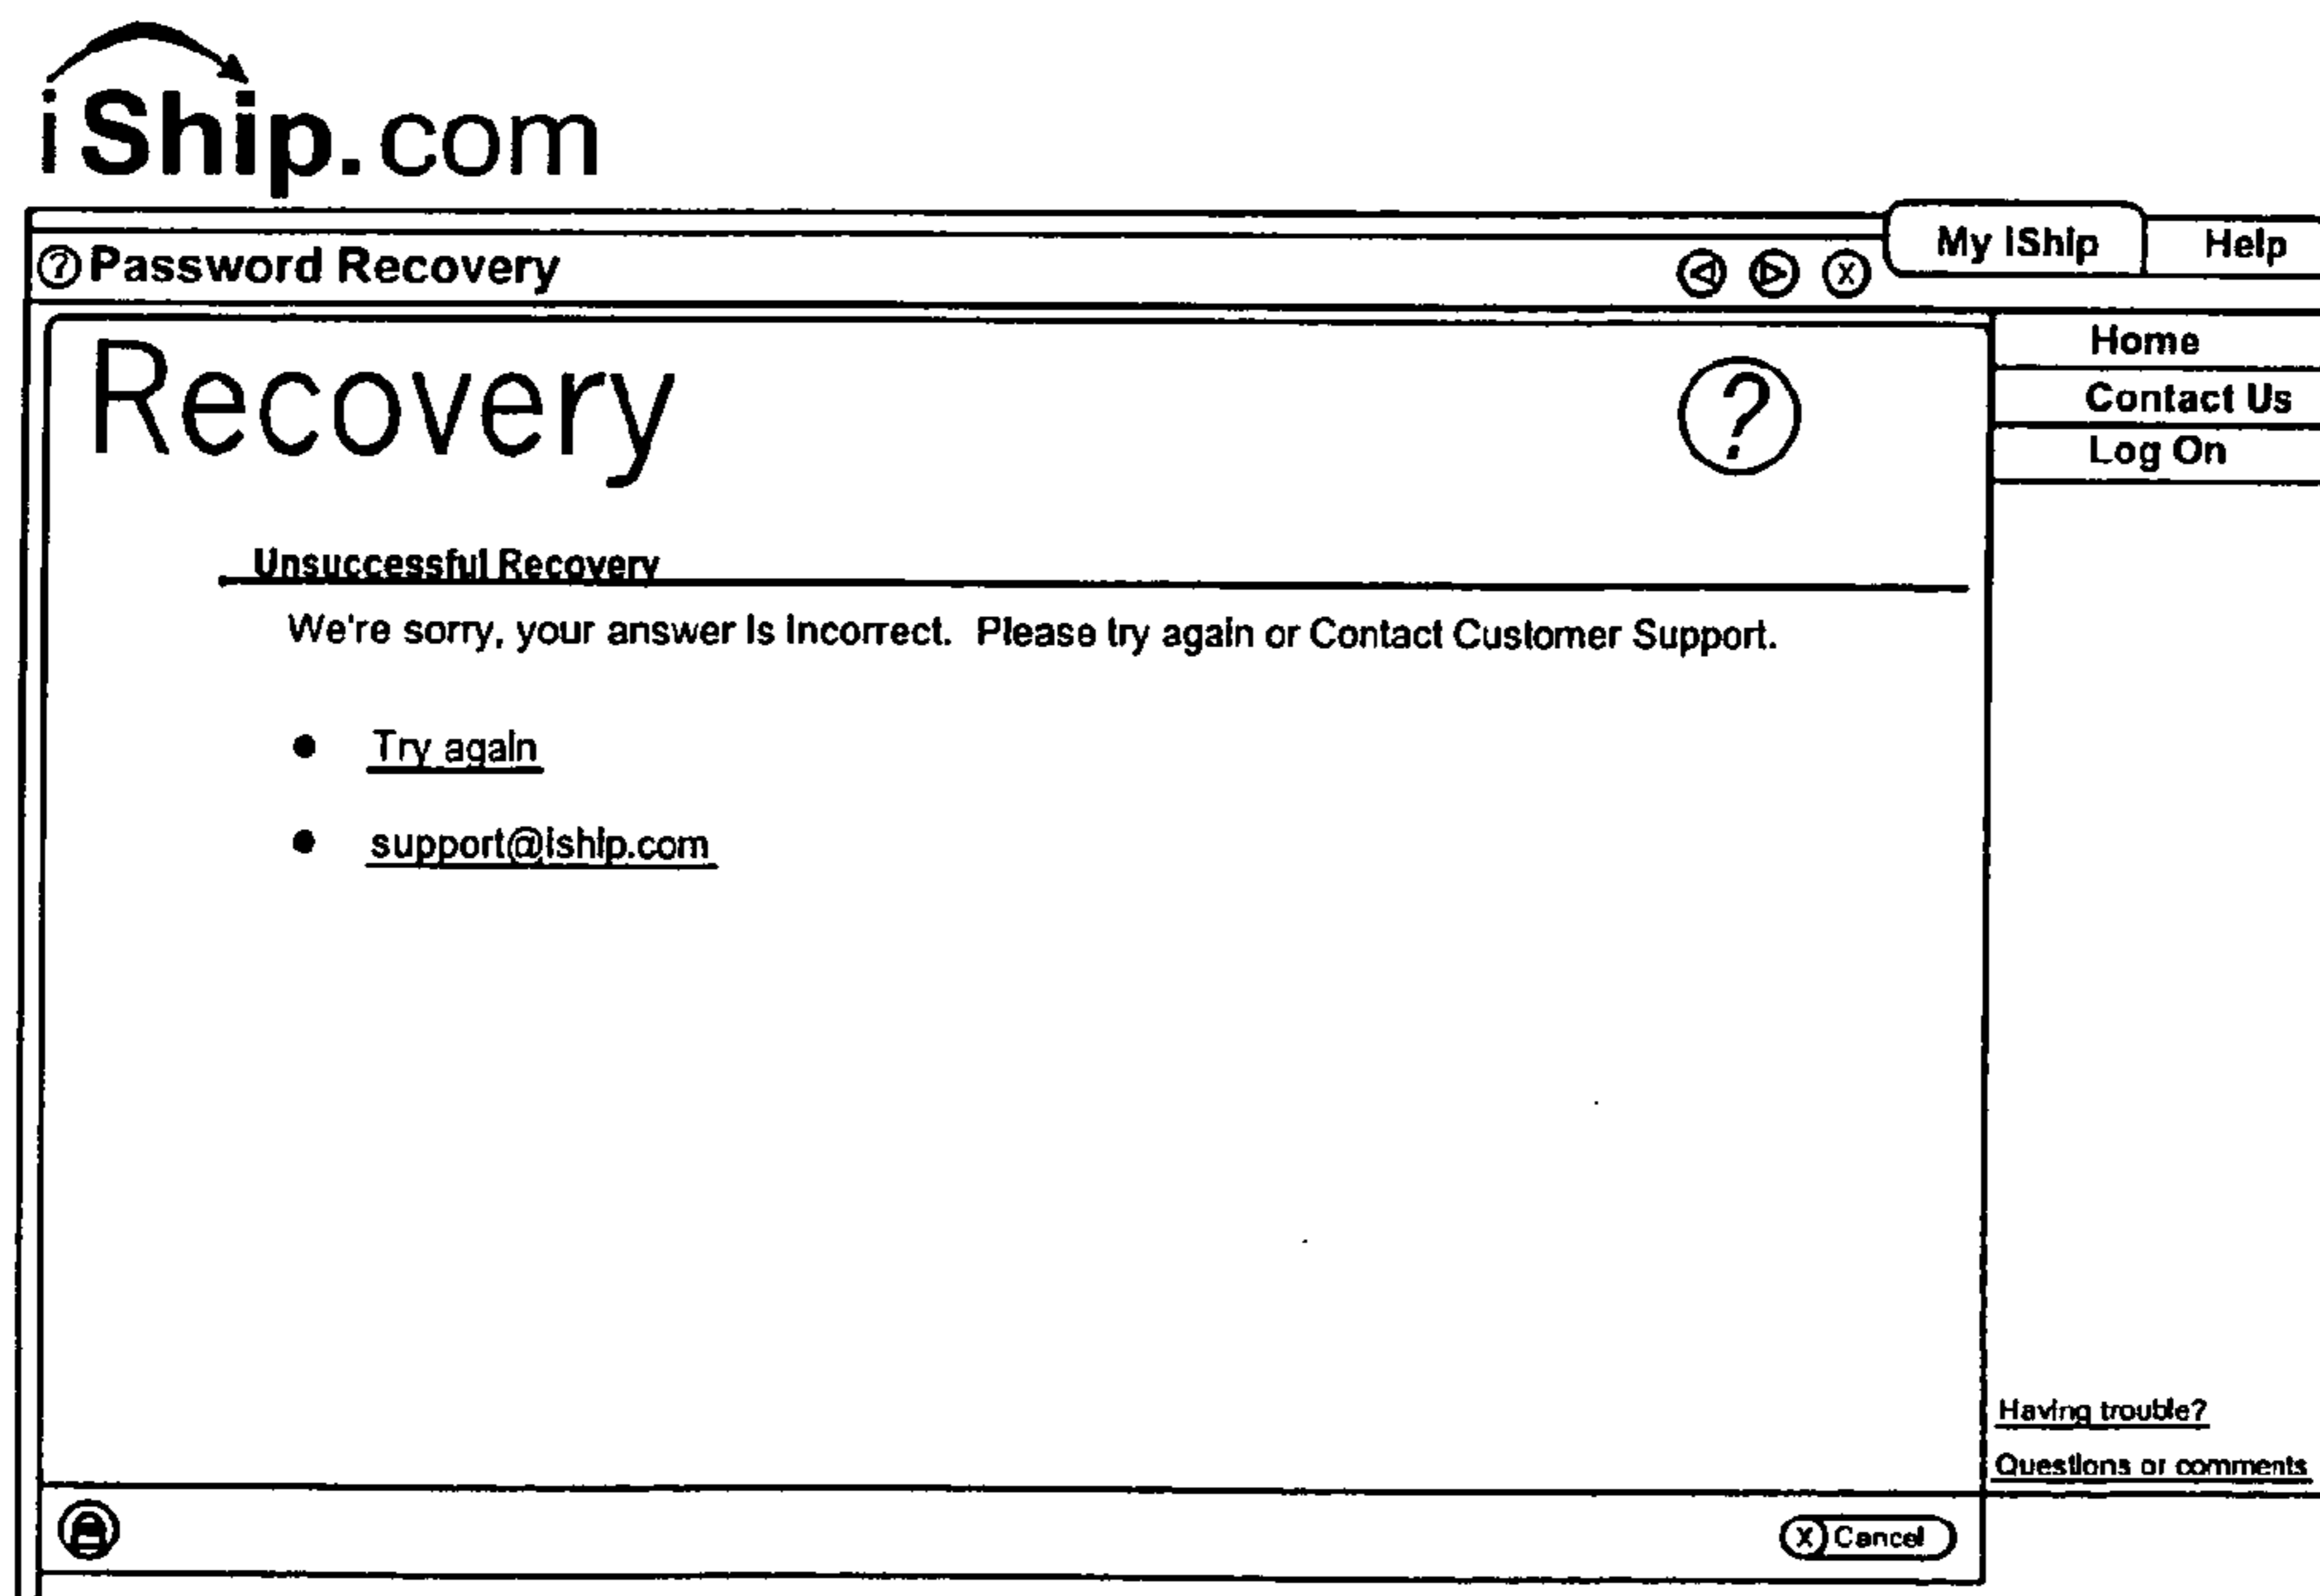 iShip.com
My iShip
Help
Password Recovery
Recovery
Home
Contact Us
Log On
Unsuccessful Recovery
We're sorry, your answer is incorrect. Please try again or Contact Customer Support.
Try again
support@iship.com
Having trouble?
Questions or comments
X Cancel